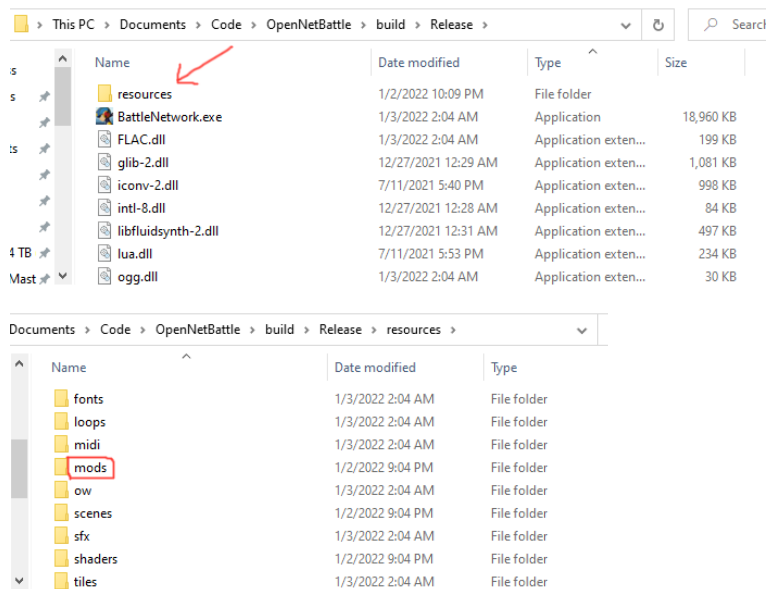 > This PC > Documents > Code > OpenNetBattle > build > Release > Search
Name Date modified Type Size
resources 1/2/2022 10:09 PM File folder
BattleNetwork.exe 1/3/2022 2:04 AM Application 18,960 KB
FLAC.dll 1/3/2022 2:04 AM Application exten... 199 KB
glib-2.dll 12/27/2021 12:29 AM Application exten... 1,081 KB
iconv-2.dll 7/11/2021 5:40 PM Application exten... 998 KB
intl-8.dll 12/27/2021 12:28 AM Application exten... 84 KB
libfluidsynth-2.dll 12/27/2021 12:31 AM Application exten... 497 KB
4 TB lua.dll 7/11/2021 5:53 PM Application exten... 234 KB
Mast ogg.dll 1/3/2022 2:04 AM Application exten... 30 KB
Documents > Code > OpenNetBattle > build > Release > resources >
Name Date modified Type
fonts 1/3/2022 2:04 AM File folder
loops 1/3/2022 2:04 AM File folder
midi 1/3/2022 2:04 AM File folder
mods 1/2/2022 9:04 PM File folder
ow 1/3/2022 2:04 AM File folder
scenes 1/2/2022 9:04 PM File folder
sfx 1/3/2022 2:04 AM File folder
shaders 1/2/2022 9:04 PM File folder
tiles 1/3/2022 2:04 AM File folder